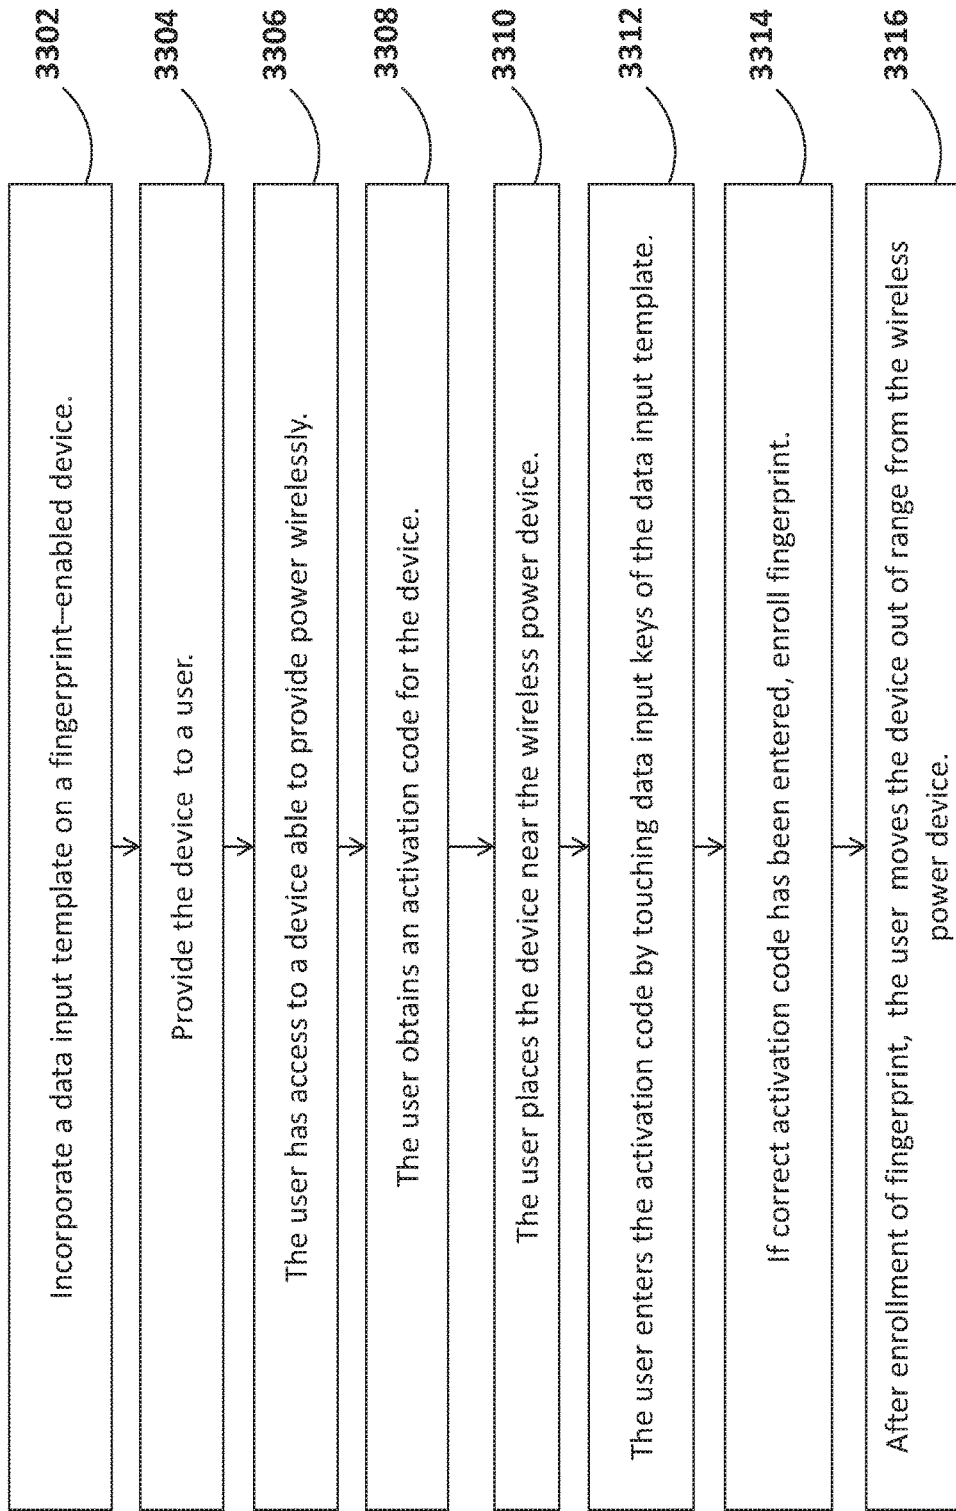 Incorporate a data input template on a fingerprint–enabled device.
3302
Provide the device to a user.
3304
The user has access to a device able to provide power wirelessly.
3306
The user obtains an activation code for the device.
3308
The user places the device near the wireless power device.
3310
The user enters the activation code by touching data input keys of the data input template.
3312
If correct activation code has been entered, enroll fingerprint.
3314
After enrollment of fingerprint, the user moves the device out of range from the wireless
power device.
3316